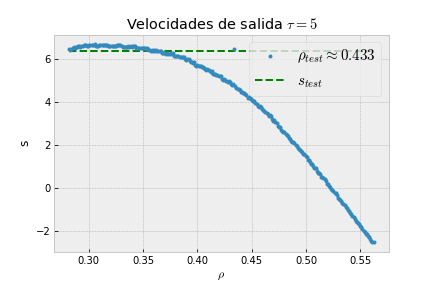 Velocidades de salida τ = 5
ρ_test ≈ 0.433
s_test
s
6
4
2
0
−2
0.30 0.35 0.40 0.45 0.50 0.55
ρ